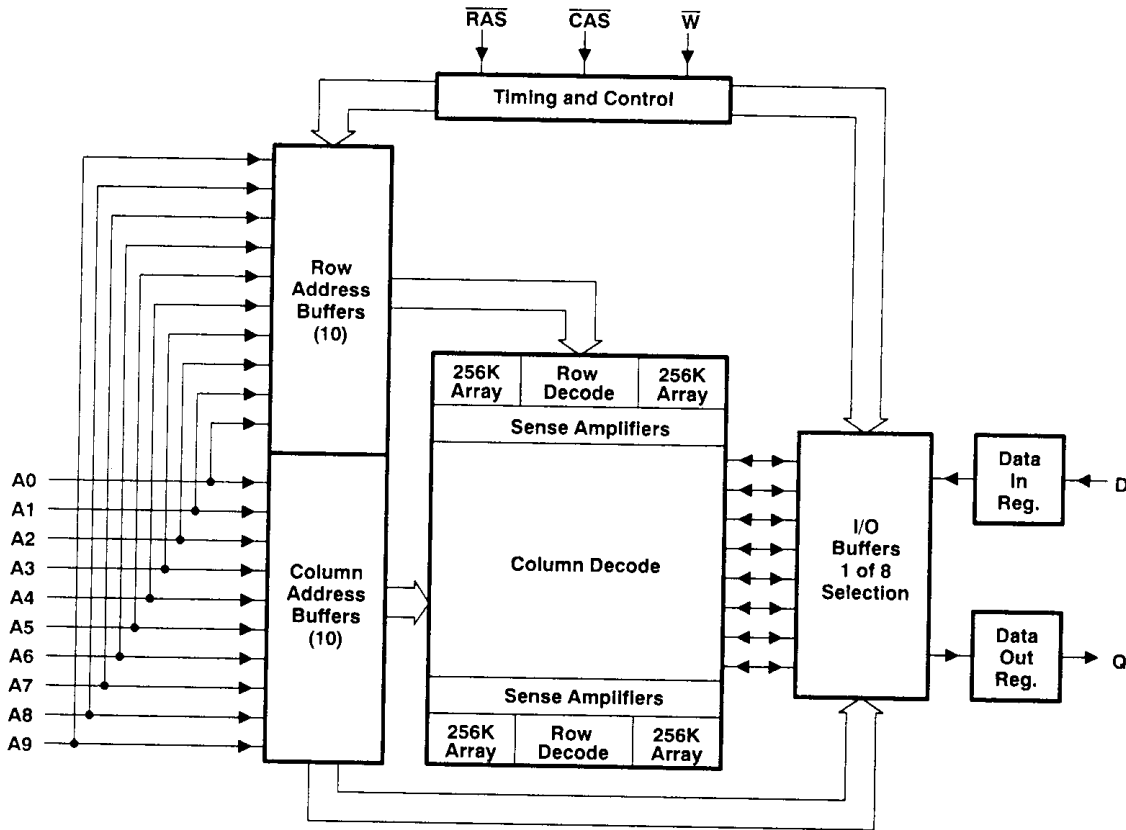 RAS CAS W
Timing and Control
Row
Address
Buffers
(10)
256K
Array
Row
Decode
256K
Array
Sense Amplifiers
A0
A1
A2
A3
A4
A5
A6
A7
A8
A9
Column
Address
Buffers
(10)
Column Decode
I/O
Buffers
1 of 8
Selection
Data
In
Reg.
D
Data
Out
Reg.
Q
Sense Amplifiers
256K
Array
Row
Decode
256K
Array